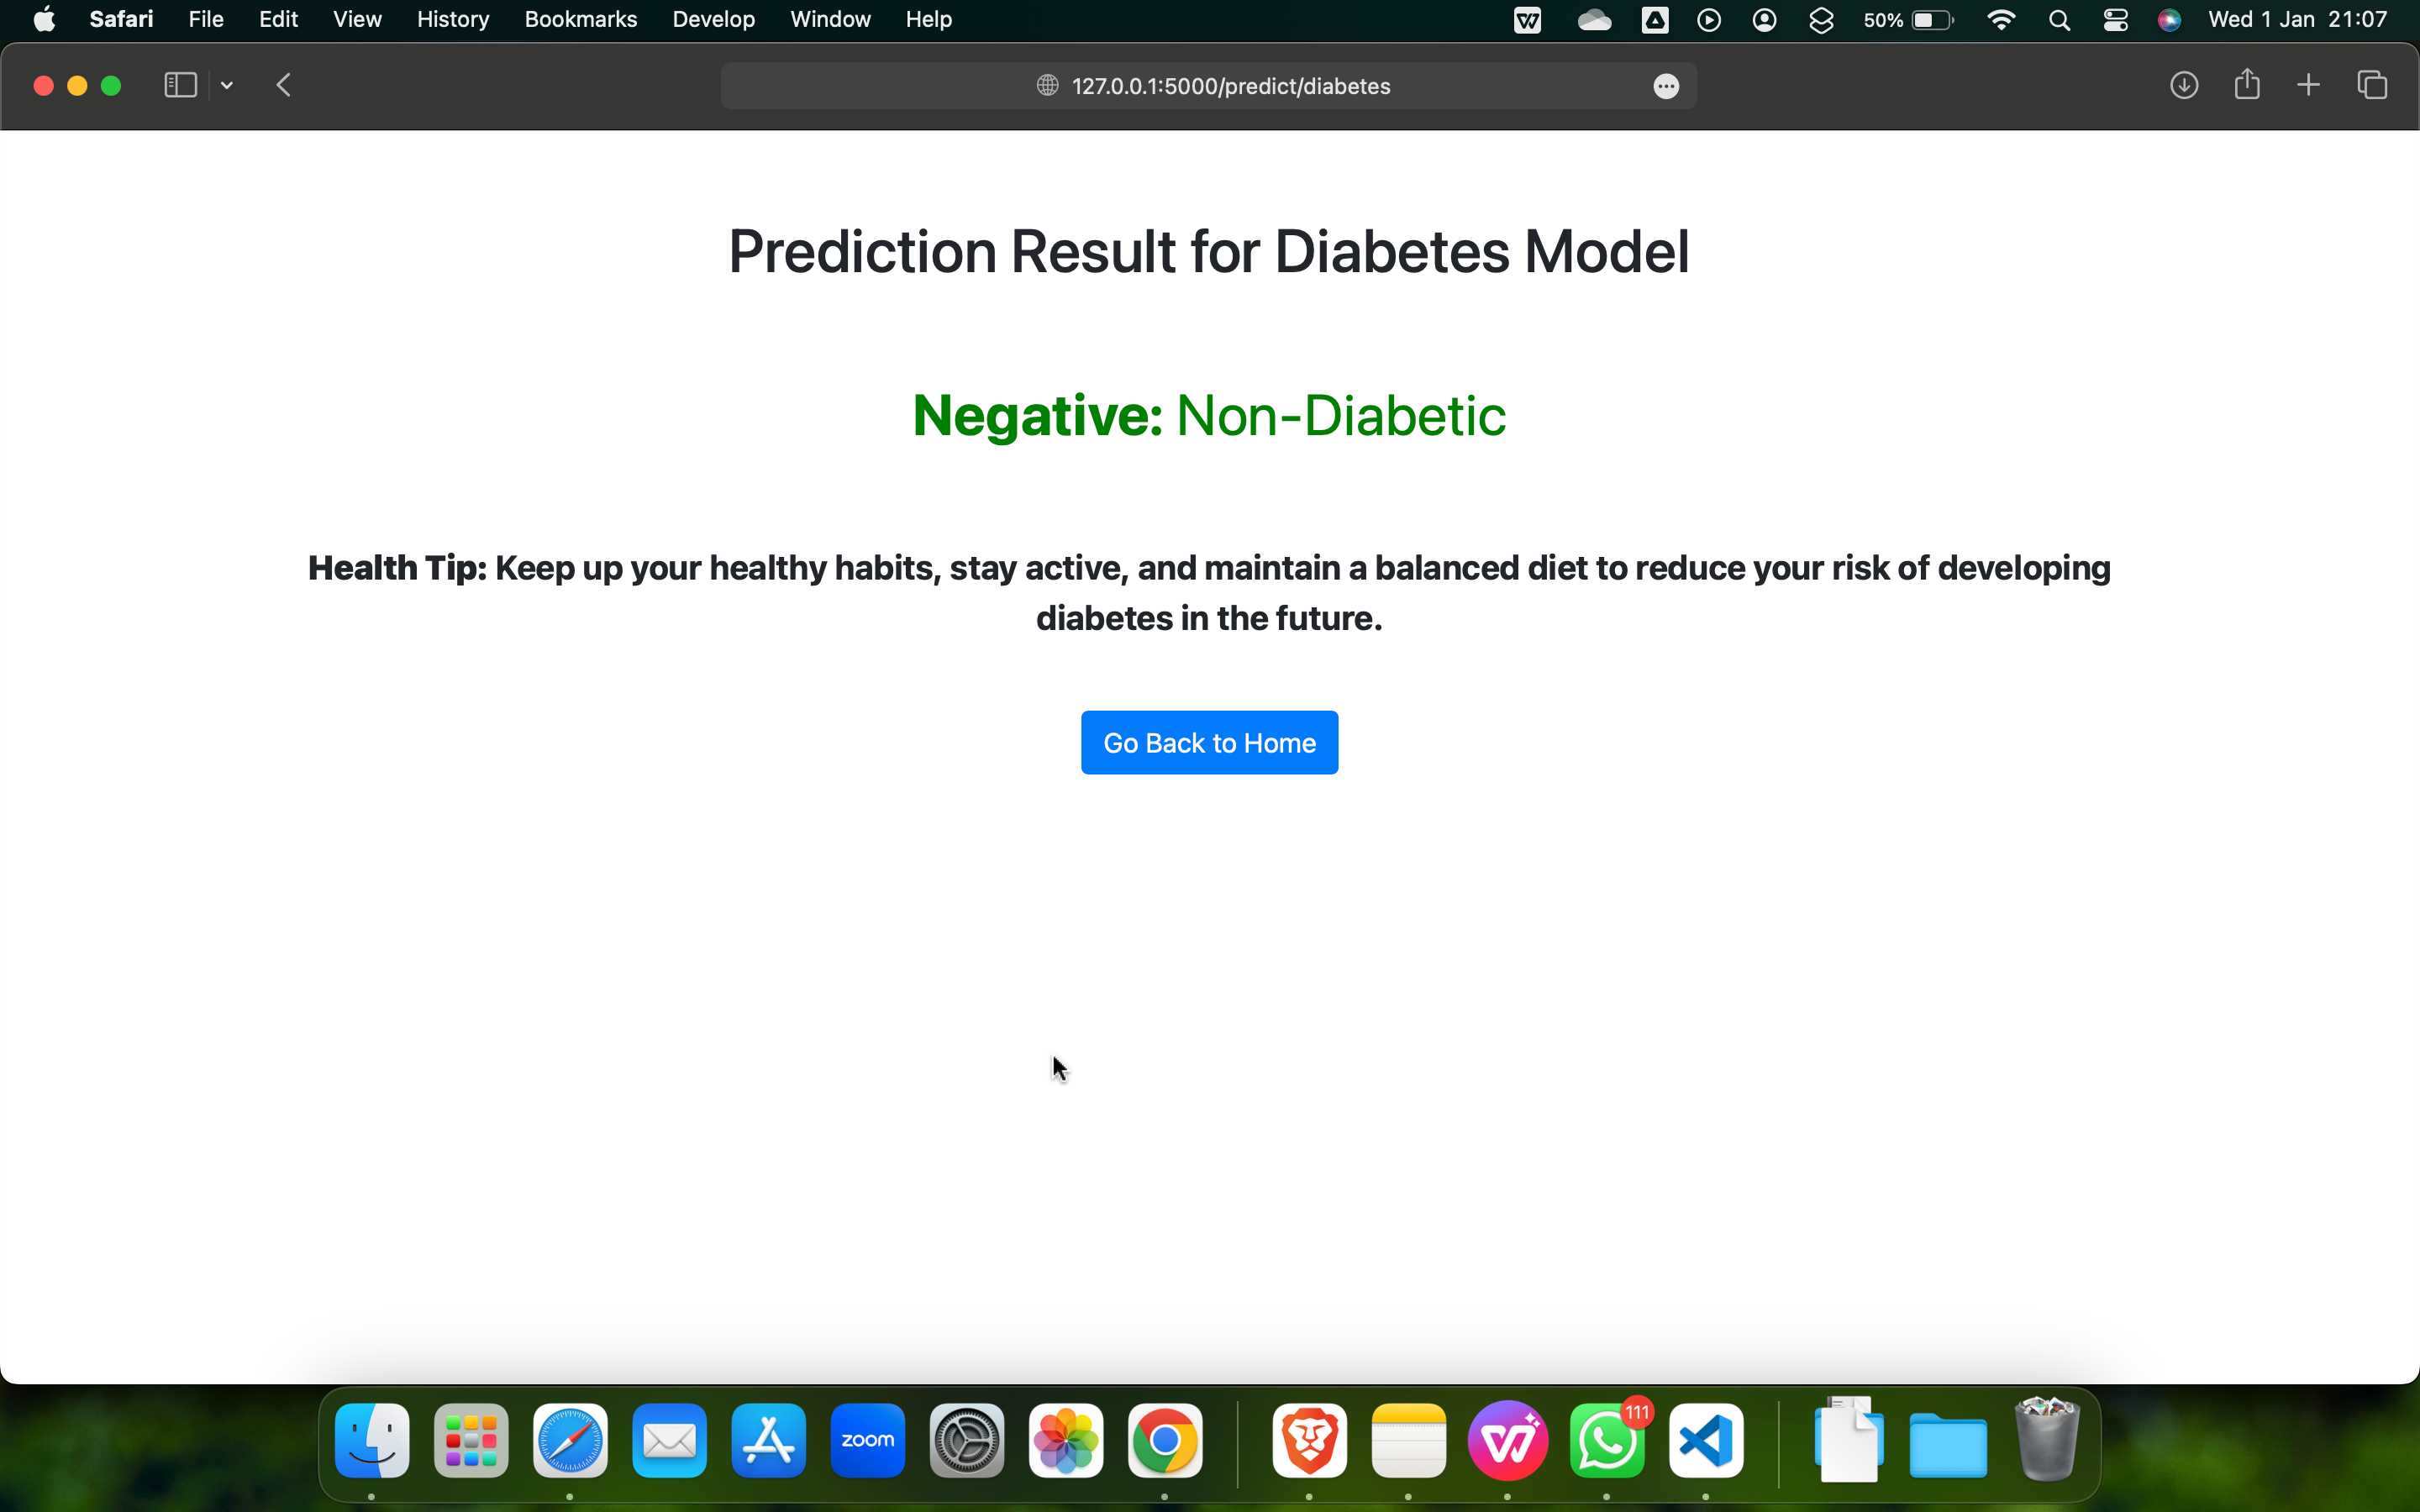 Safari File Edit View History Bookmarks Develop Window Help 50% Wed 1 Jan 21:07
127.0.0.1:5000/predict/diabetes
Prediction Result for Diabetes Model
Negative: Non-Diabetic
Health Tip: Keep up your healthy habits, stay active, and maintain a balanced diet to reduce your risk of developing
diabetes in the future.
Go Back to Home
111
zoom